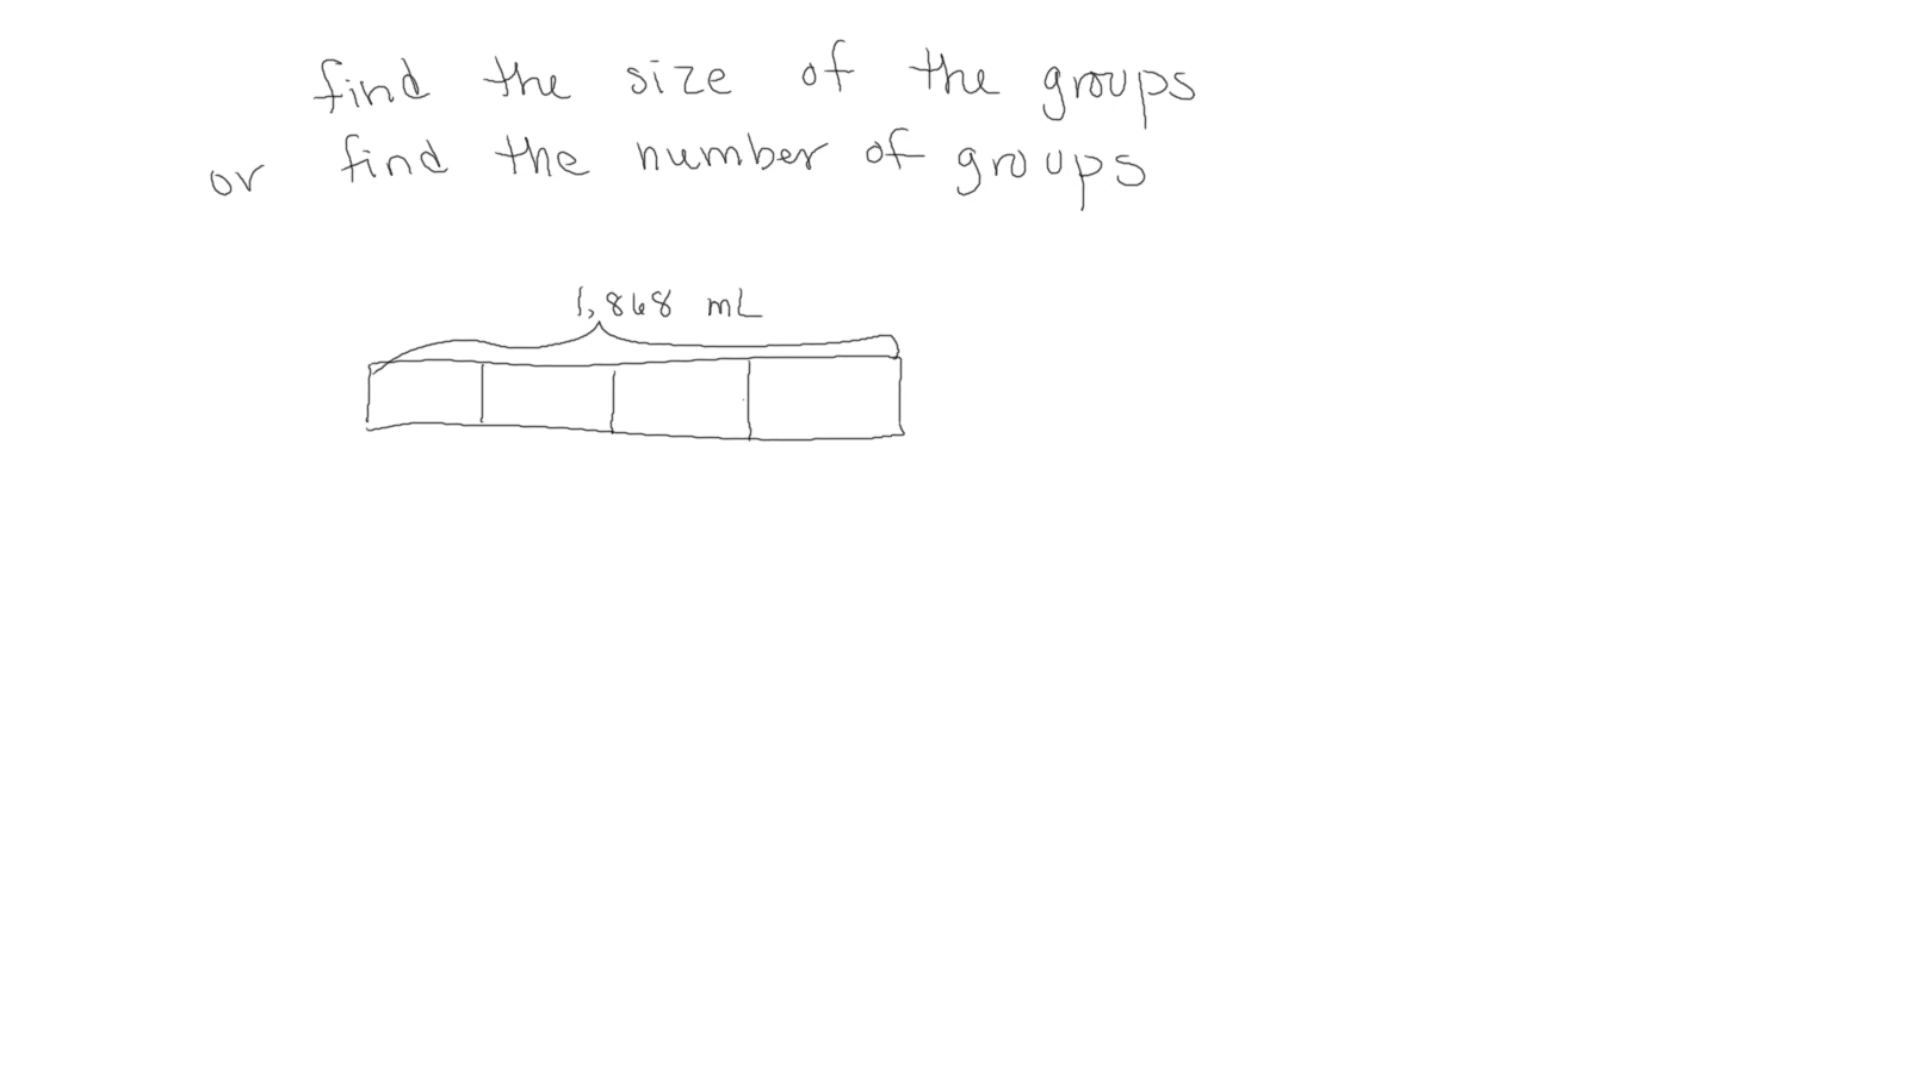 find the size of the groups
or find the number of groups
1,868 mL